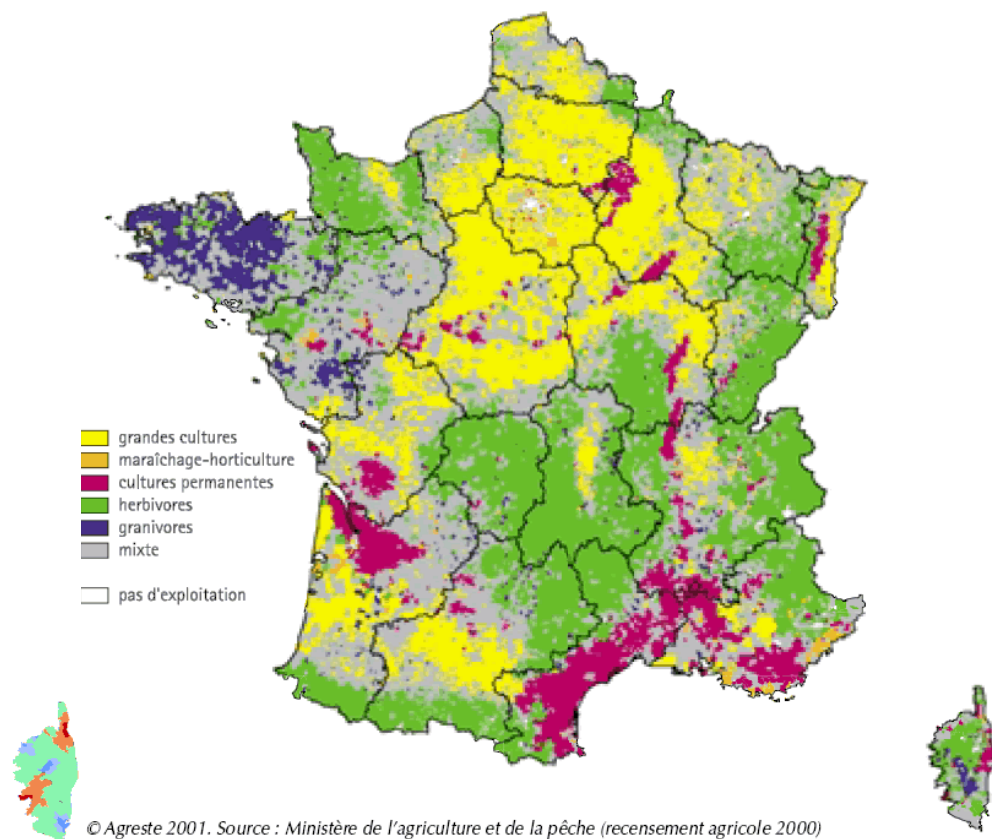 grandes cultures
maraîchage-horticulture
cultures permanentes
herbivores
granivores
mixte
pas d'exploitation
© Agreste 2001. Source : Ministère de l'agriculture et de la pêche (recensement agricole 2000)